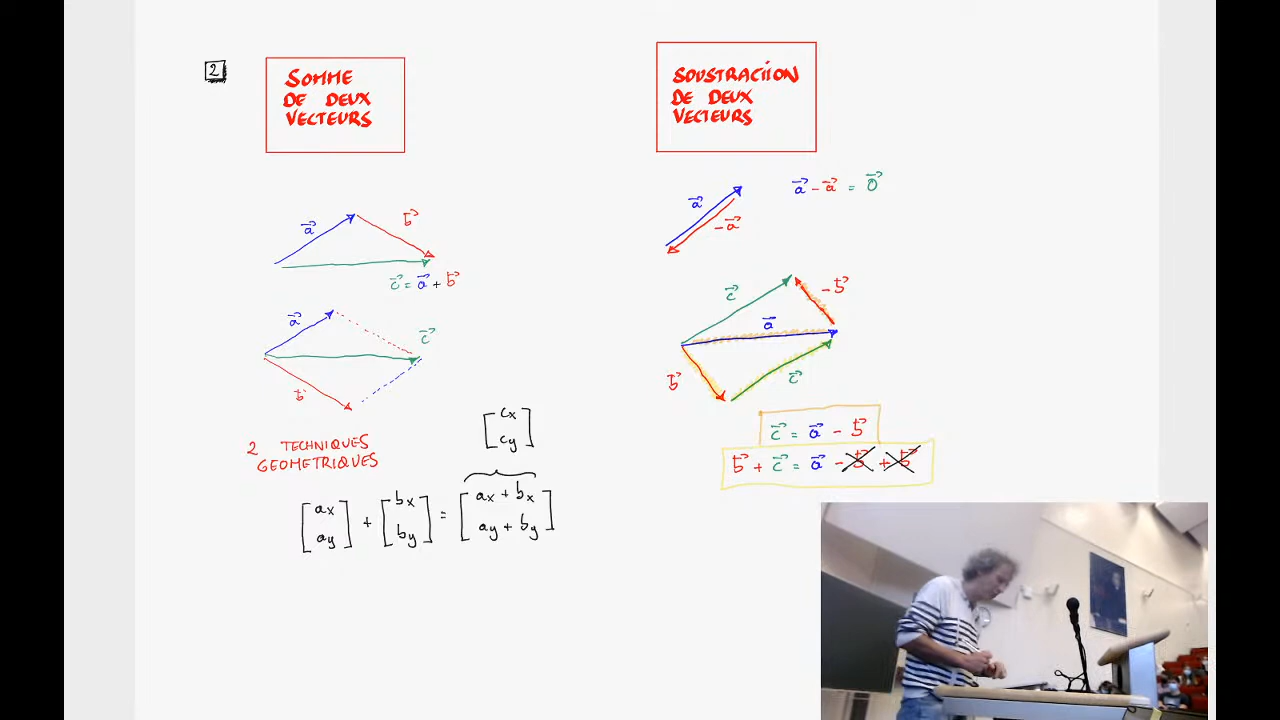 2
SOMME
DE DEUX
VECTEURS
a⃗
b⃗
c⃗ = a⃗ + b⃗
a⃗
c⃗
b⃗
2 TECHNIQUES
GEOMETRIQUES
[cx
cy]
[ax
ay] + [bx
by] = [ax + bx
ay + by]
SOUSTRACTION
DE DEUX
VECTEURS
a⃗
-a⃗
a⃗ - a⃗ = 0⃗
c⃗
-b⃗
a⃗
b⃗
c⃗
c⃗ = a⃗ - b⃗
b⃗ + c⃗ = a⃗ - b⃗ + b⃗